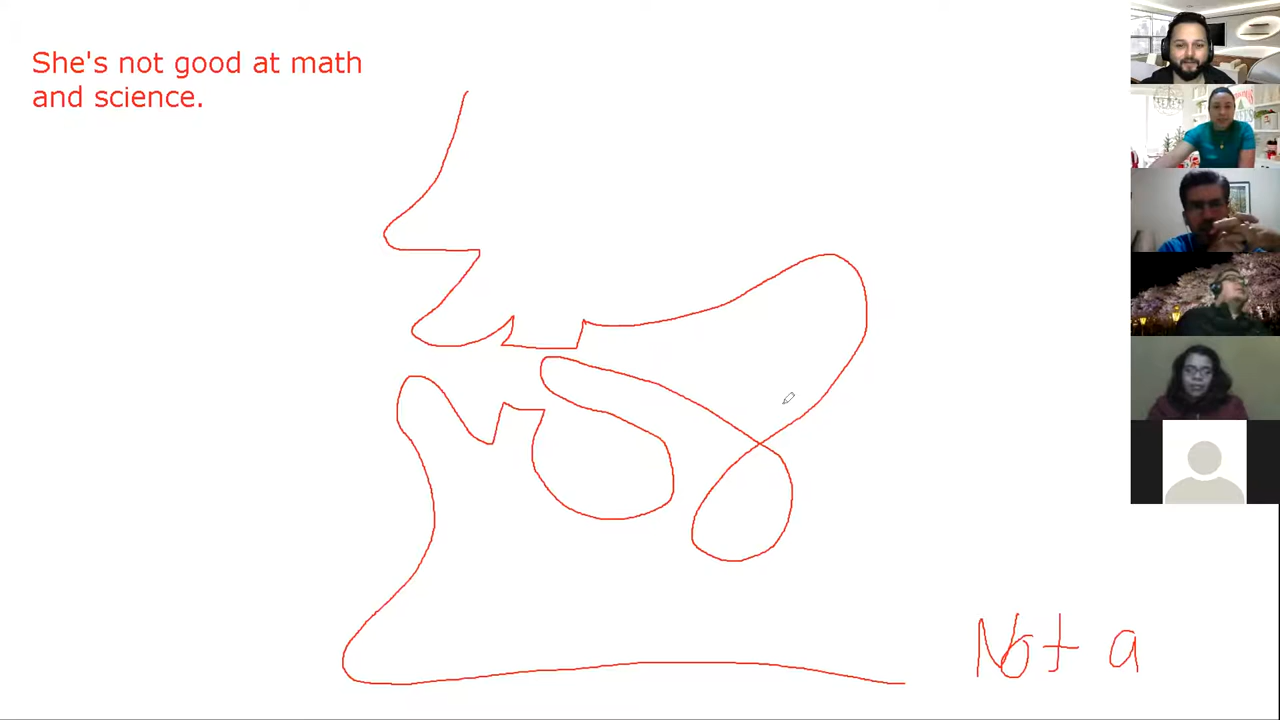 She's not good at math
and science.
Not a